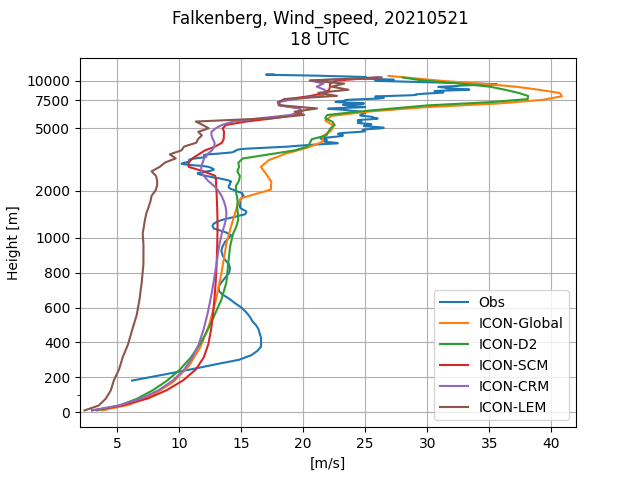 Falkenberg, Wind_speed, 20210521
18 UTC
10000
7500
5000
2000
1000
800
600
400
200
0
Height [m]
5 10 15 20 25 30 35 40
[m/s]
Obs
ICON-Global
ICON-D2
ICON-SCM
ICON-CRM
ICON-LEM